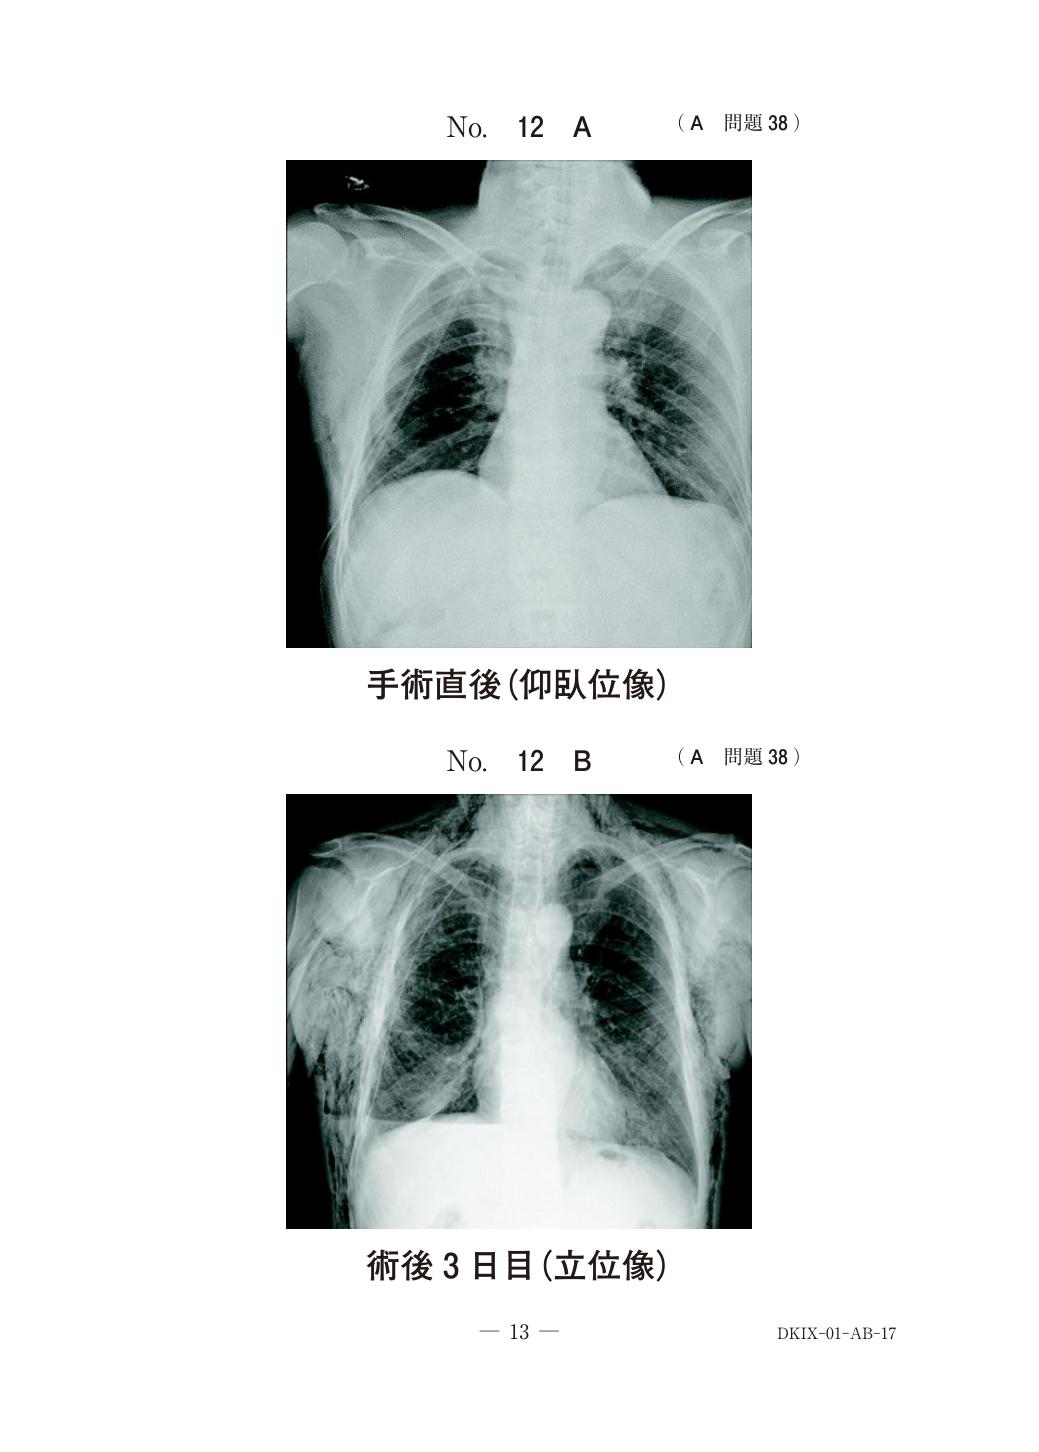 No. 12 A （A 問題 38）
手術直後(仰臥位像)
No. 12 B （A 問題 38）
術後 3 日目(立位像)
— 13 —
DKIX-01-AB-17